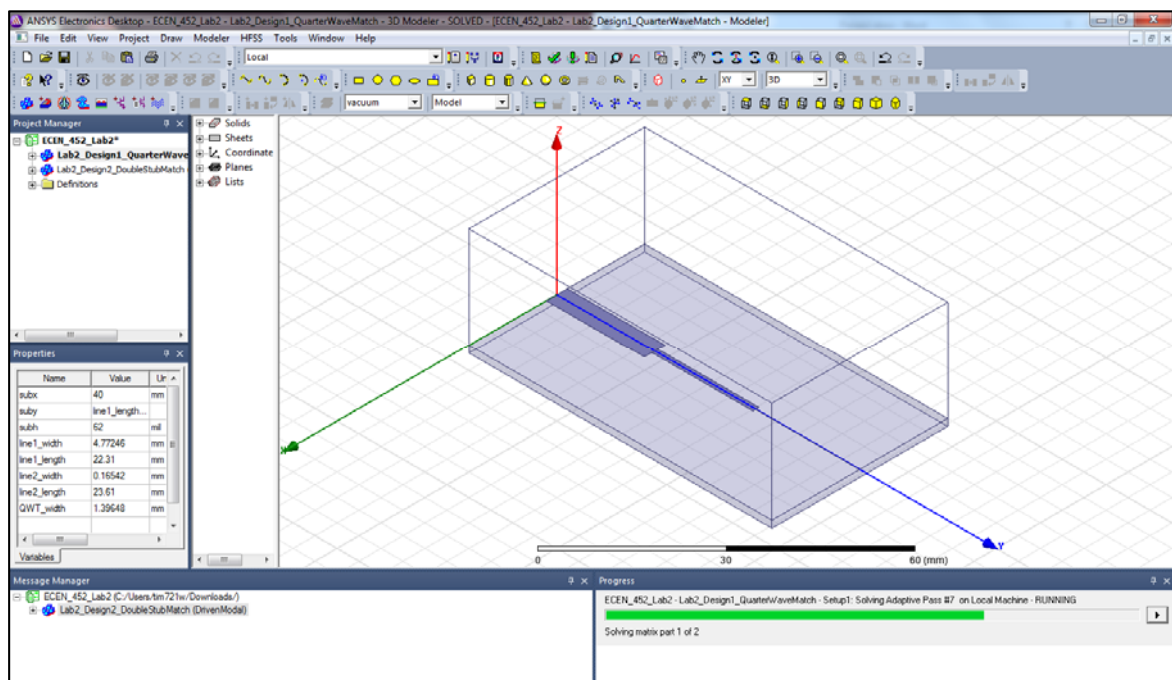 ANSYS Electronics Desktop - ECEN_452_Lab2 - Lab2_Design1_QuarterWaveMatch - 3D Modeler - SOLVED - [ECEN_452_Lab2 - Lab2_Design1_QuarterWaveMatch - Modeler]
File Edit View Project Draw Modeler HFSS Tools Window Help
Local
XY 3D
vacuum Model
Project Manager
ECEN_452_Lab2*
Lab2_Design1_QuarterWave
Lab2_Design2_DoubleStubMatch
Definitions
Solids
Sheets
Coordinate
Planes
Lists
Properties
Name Value Ur
subx 40 mm
suby line1_length...
subh 62 mil
line1_width 4.77246 mm
line1_length 22.31 mm
line2_width 0.16542 mm
line2_length 23.61 mm
QWT_width 1.39648 mm
Variables
Z
X
Y
0 30 60 (mm)
Message Manager
ECEN_452_Lab2 (C:/Users/tim721w/Downloads/)
Lab2_Design2_DoubleStubMatch (DrivenModal)
Progress
ECEN_452_Lab2 - Lab2_Design1_QuarterWaveMatch - Setup1: Solving Adaptive Pass #7 on Local Machine - RUNNING
Solving matrix part 1 of 2